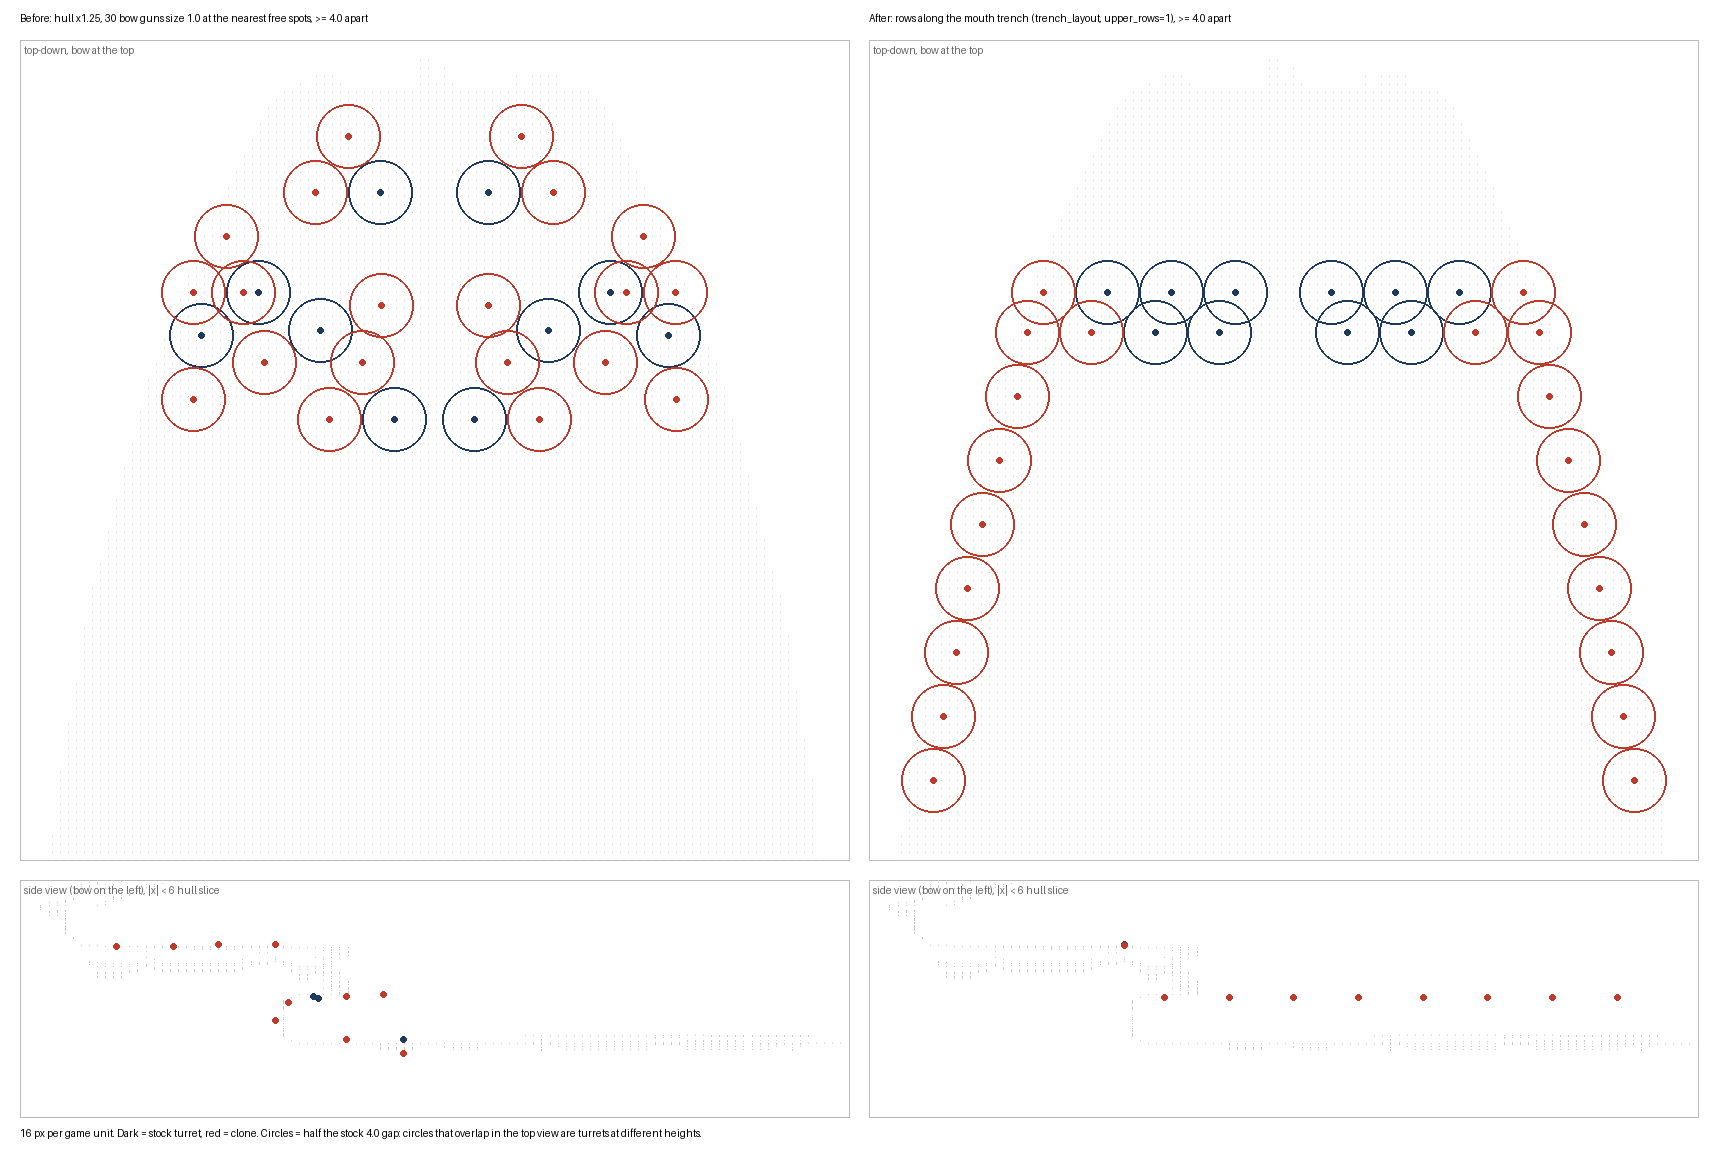 Before: hull x1.25, 30 bow guns size 1.0 at the nearest free spots, >= 4.0 apart
After: rows along the mouth trench (trench_layout, upper_rows=1), >= 4.0 apart
top-down, bow at the top
top-down, bow at the top
side view (bow on the left), |x| < 6 hull slice
side view (bow on the left), |x| < 6 hull slice
16 px per game unit. Dark = stock turret, red = clone. Circles = half the stock 4.0 gap: circles that overlap in the top view are turrets at different heights.